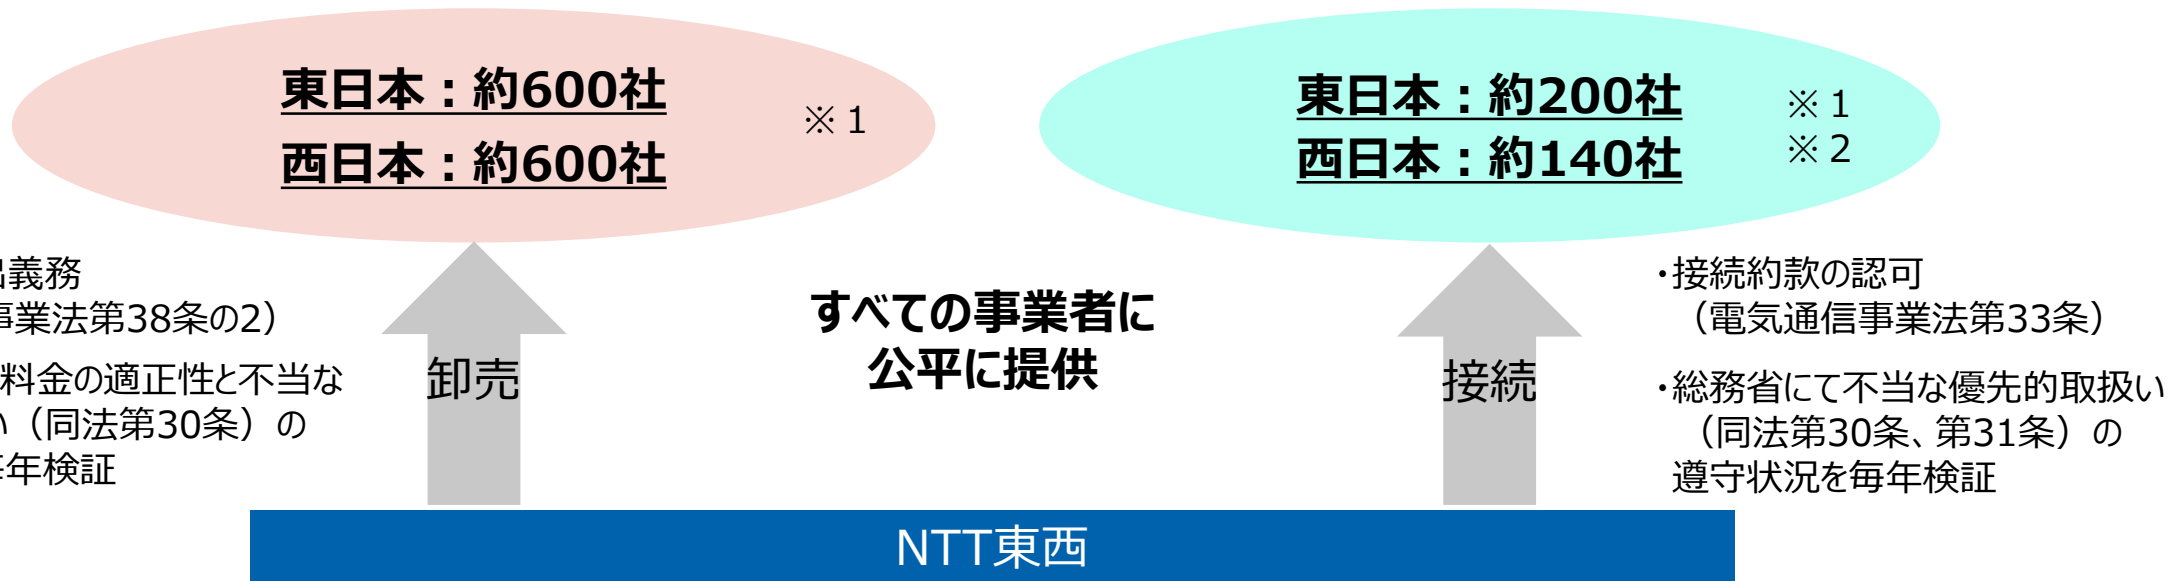 東日本：約600社
西日本：約600社
※１
東日本：約200社
西日本：約140社
※１
※２
出義務
事業法第38条の2）
料金の適正性と不当な
い（同法第30条）の
毎年検証
卸売
すべての事業者に
公平に提供
接続
・接続約款の認可
（電気通信事業法第33条）
・総務省にて不当な優先的取扱い
（同法第30条、第31条）の
遵守状況を毎年検証
NTT東西